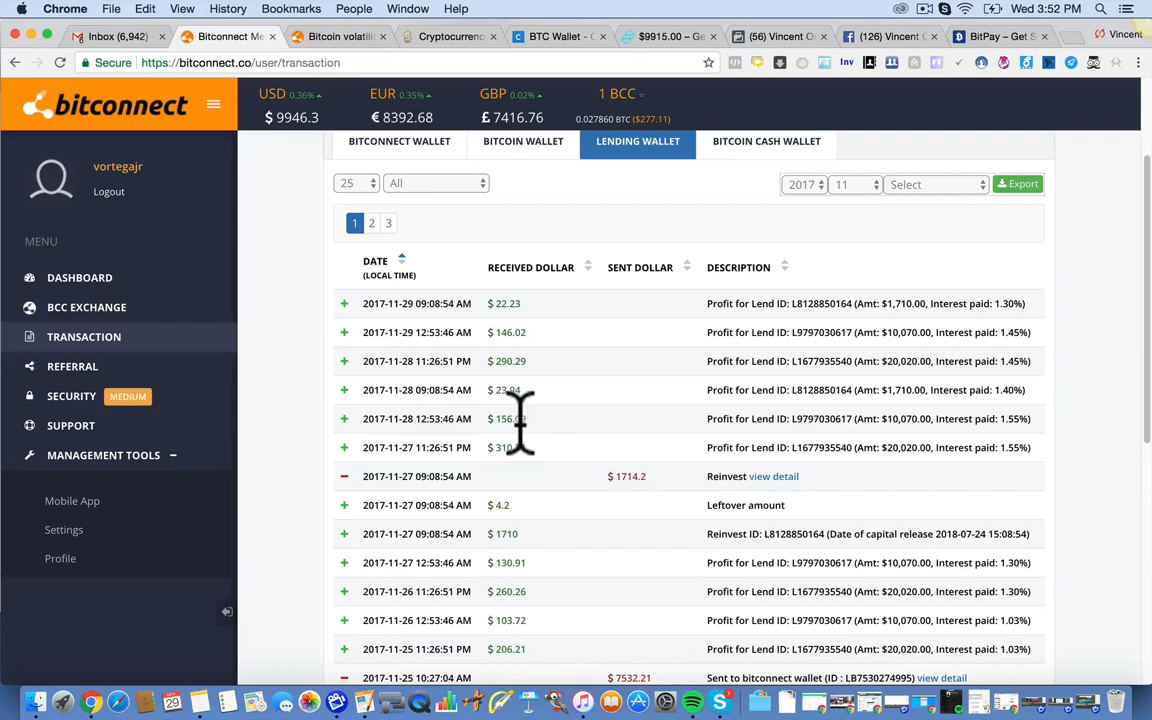 Chrome File Edit View History Bookmarks People Window Help Wed 3:52 PM
Inbox (6,942) Bitconnect Me Bitcoin volatili Cryptocurrenc BTC Wallet - C $9915.00 - Ge (56) Vincent O (126) Vincent BitPay – Get S Vincent
Secure https://bitconnect.co/user/transaction Inv
bitconnect
USD 0.36% EUR 0.35% GBP 0.02% 1 BCC =
$ 9946.3 € 8392.68 £ 7416.76 0.027860 BTC ($277.11)
BITCONNECT WALLET BITCOIN WALLET LENDING WALLET BITCOIN CASH WALLET
vortegajr
Logout
25 All 2017 11 Select Export
1 2 3
MENU
DASHBOARD
BCC EXCHANGE
TRANSACTION
REFERRAL
SECURITY MEDIUM
SUPPORT
MANAGEMENT TOOLS
Mobile App
Settings
Profile
DATE
(LOCAL TIME) RECEIVED DOLLAR SENT DOLLAR DESCRIPTION
2017-11-29 09:08:54 AM $ 22.23 Profit for Lend ID: L8128850164 (Amt: $1,710.00, Interest paid: 1.30%)
2017-11-29 12:53:46 AM $ 146.02 Profit for Lend ID: L9797030617 (Amt: $10,070.00, Interest paid: 1.45%)
2017-11-28 11:26:51 PM $ 290.29 Profit for Lend ID: L1677935540 (Amt: $20,020.00, Interest paid: 1.45%)
2017-11-28 09:08:54 AM $ 23.94 Profit for Lend ID: L8128850164 (Amt: $1,710.00, Interest paid: 1.40%)
2017-11-28 12:53:46 AM $ 156. Profit for Lend ID: L9797030617 (Amt: $10,070.00, Interest paid: 1.55%)
2017-11-27 11:26:51 PM $ 310 Profit for Lend ID: L1677935540 (Amt: $20,020.00, Interest paid: 1.55%)
2017-11-27 09:08:54 AM $ 1714.2 Reinvest view detail
2017-11-27 09:08:54 AM $ 4.2 Leftover amount
2017-11-27 09:08:54 AM $ 1710 Reinvest ID: L8128850164 (Date of capital release 2018-07-24 15:08:54)
2017-11-27 12:53:46 AM $ 130.91 Profit for Lend ID: L9797030617 (Amt: $10,070.00, Interest paid: 1.30%)
2017-11-26 11:26:51 PM $ 260.26 Profit for Lend ID: L1677935540 (Amt: $20,020.00, Interest paid: 1.30%)
2017-11-26 12:53:46 AM $ 103.72 Profit for Lend ID: L9797030617 (Amt: $10,070.00, Interest paid: 1.03%)
2017-11-25 11:26:51 PM $ 206.21 Profit for Lend ID: L1677935540 (Amt: $20,020.00, Interest paid: 1.03%)
2017-11-25 10:27:04 AM $ 7532.21 Sent to bitconnect wallet (ID : LB7530274995) view detail